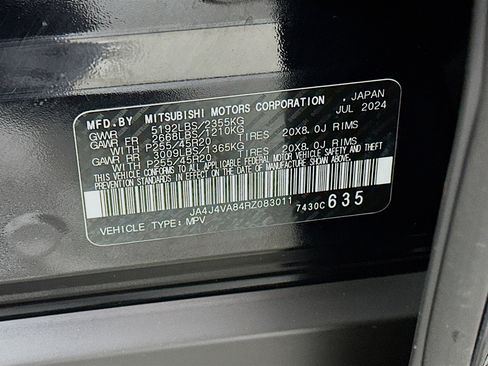 MFD.BY MITSUBISHI MOTORS CORPORATION . JAPAN
GWR 5192LBS/2355KG JUL 2024
GAWR FR 2668LBS/1210KG
WITH P255/45R20 TIRES 20X8.0J RIMS
GAWR RR 3009LBS/1365KG
WITH P255/45R20 TIRES 20X8.0J RIMS
THIS VEHICLE CONFORMS TO ALL APPLICABLE FEDERAL MOTOR VEHICLE SAFETY AND THEFT
PREVENTION STANDARDS IN EFFECT ON THE DATE OF MANUFACTURE SHOWN ABOVE.
JA4J4VA84RZ083011 7430C 635
VEHICLE TYPE: MPV